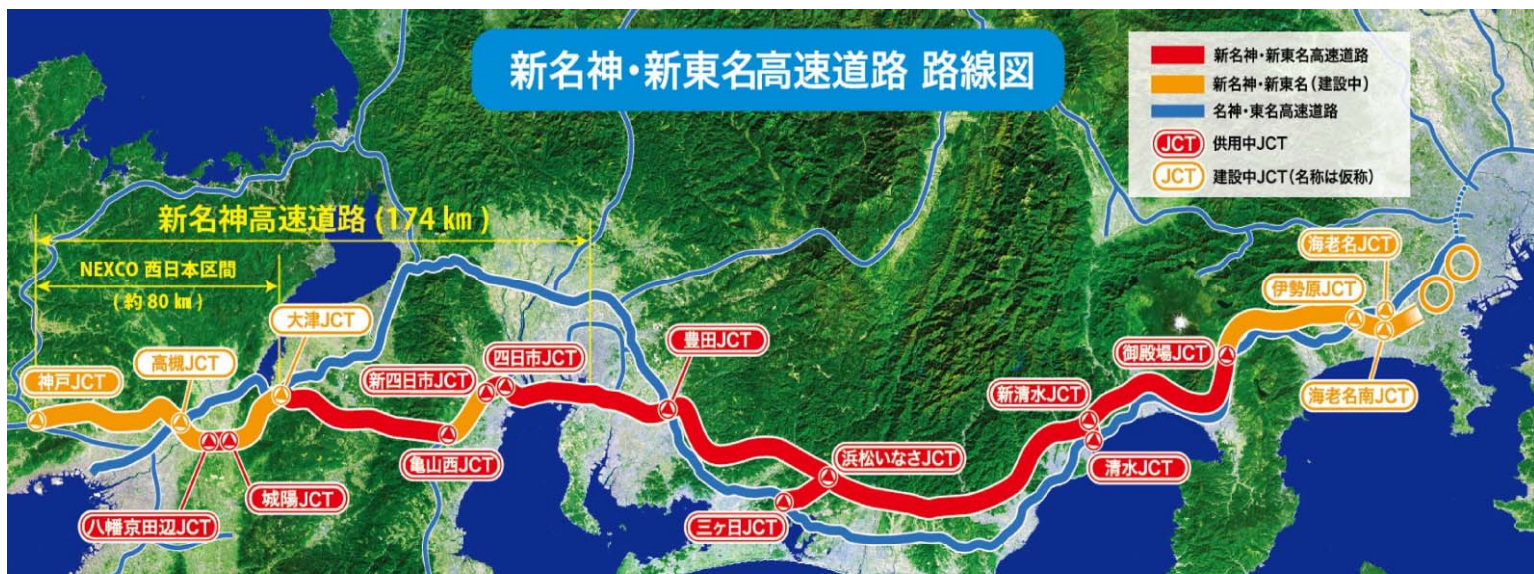 新名神・新東名高速道路 路線図
新名神・新東名高速道路
新名神・新東名(建設中)
名神・東名高速道路
JCT 供用中JCT
JCT 建設中JCT(名称は仮称)
新名神高速道路(174㎞)
NEXCO 西日本区間
(約80㎞)
大津JCT
高槻JCT
神戸JCT
八幡京田辺JCT
城陽JCT
新四日市JCT
四日市JCT
亀山西JCT
豊田JCT
浜松いなさJCT
三ヶ日JCT
新清水JCT
清水JCT
御殿場JCT
伊勢原JCT
海老名JCT
海老名南JCT